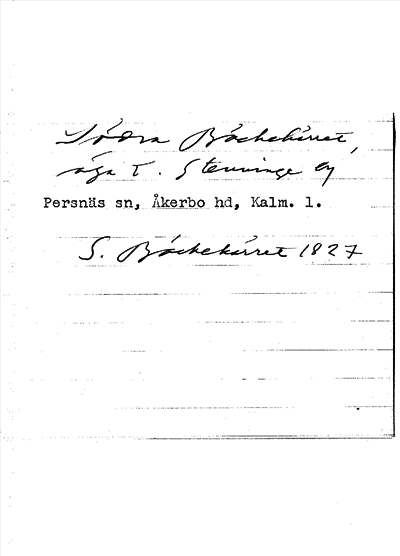 Södra Bäckekärret,
äga t. Stenninge by
Persnäs sn, Åkerbo hd, Kalm. l.
S. Bäckekärret 1827